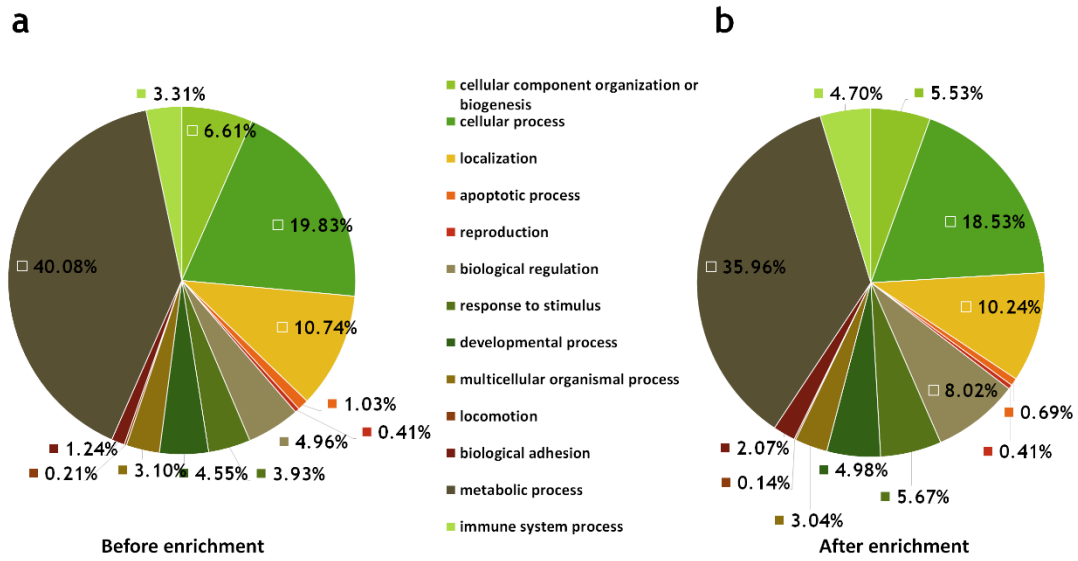 a
b
3.31%
6.61%
19.83%
10.74%
1.03%
0.41%
4.96%
3.93%
4.55%
3.10%
0.21%
1.24%
40.08%
Before enrichment
cellular component organization or
biogenesis
cellular process
localization
apoptotic process
reproduction
biological regulation
response to stimulus
developmental process
multicellular organismal process
locomotion
biological adhesion
metabolic process
immune system process
4.70%
5.53%
18.53%
10.24%
0.69%
0.41%
8.02%
5.67%
4.98%
3.04%
0.14%
2.07%
35.96%
After enrichment